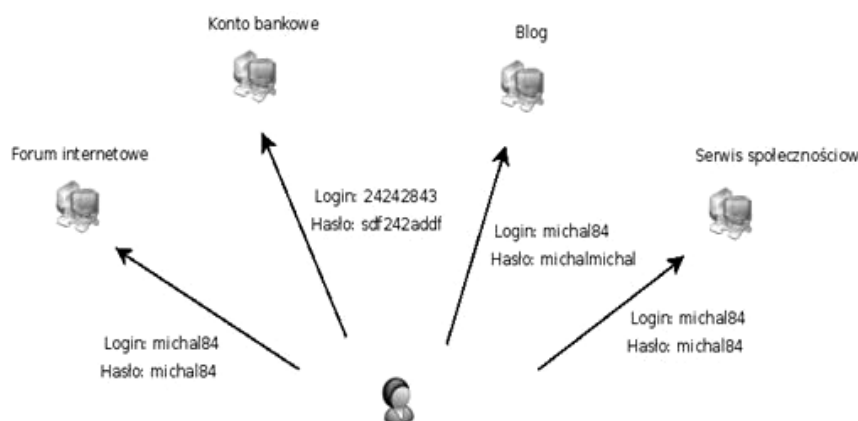 Konto bankowe
Blog
Forum internetowe
Serwis społecznościow
Login: 24242843
Hasło: sdf242addf
Login: michal84
Hasło: michalmichal
Login: michal84
Hasło: michal84
Login: michal84
Hasło: michal84